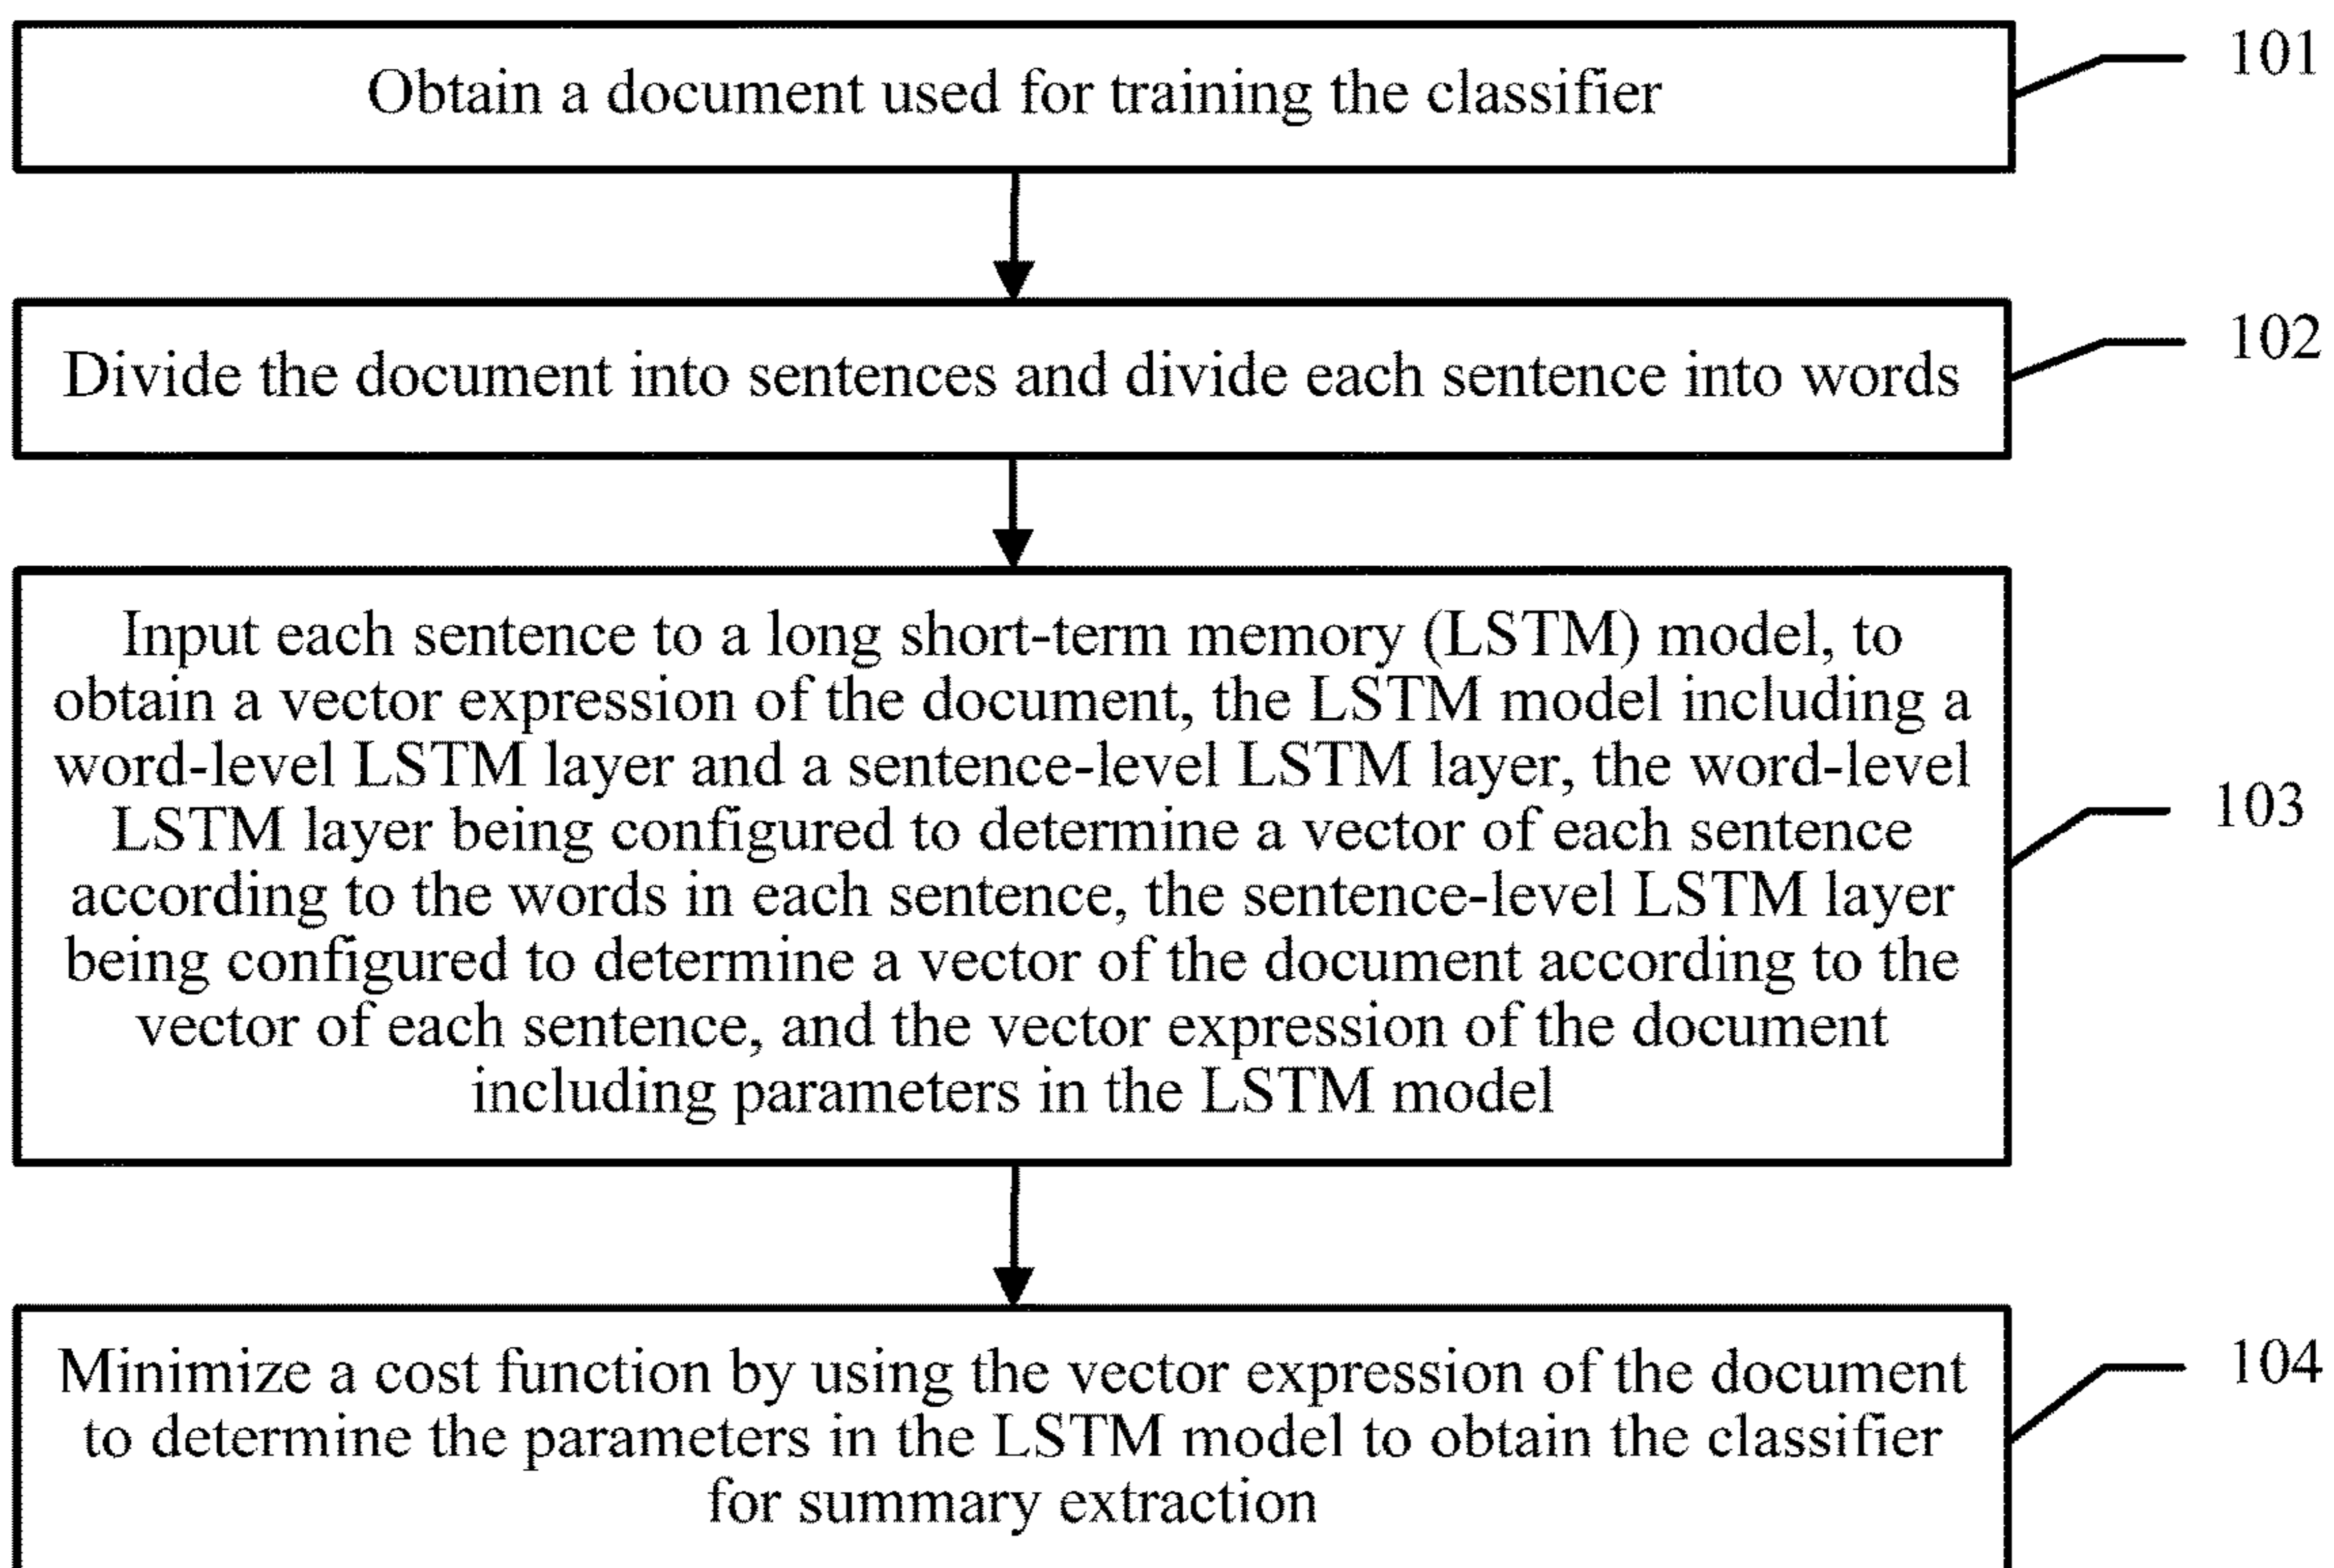 Obtain a document used for training the classifier
101
Divide the document into sentences and divide each sentence into words
102
Input each sentence to a long short-term memory (LSTM) model, to
obtain a vector expression of the document, the LSTM model including a
word-level LSTM layer and a sentence-level LSTM layer, the word-level
LSTM layer being configured to determine a vector of each sentence
according to the words in each sentence, the sentence-level LSTM layer
being configured to determine a vector of the document according to the
vector of each sentence, and the vector expression of the document
including parameters in the LSTM model
103
Minimize a cost function by using the vector expression of the document
to determine the parameters in the LSTM model to obtain the classifier
for summary extraction
104